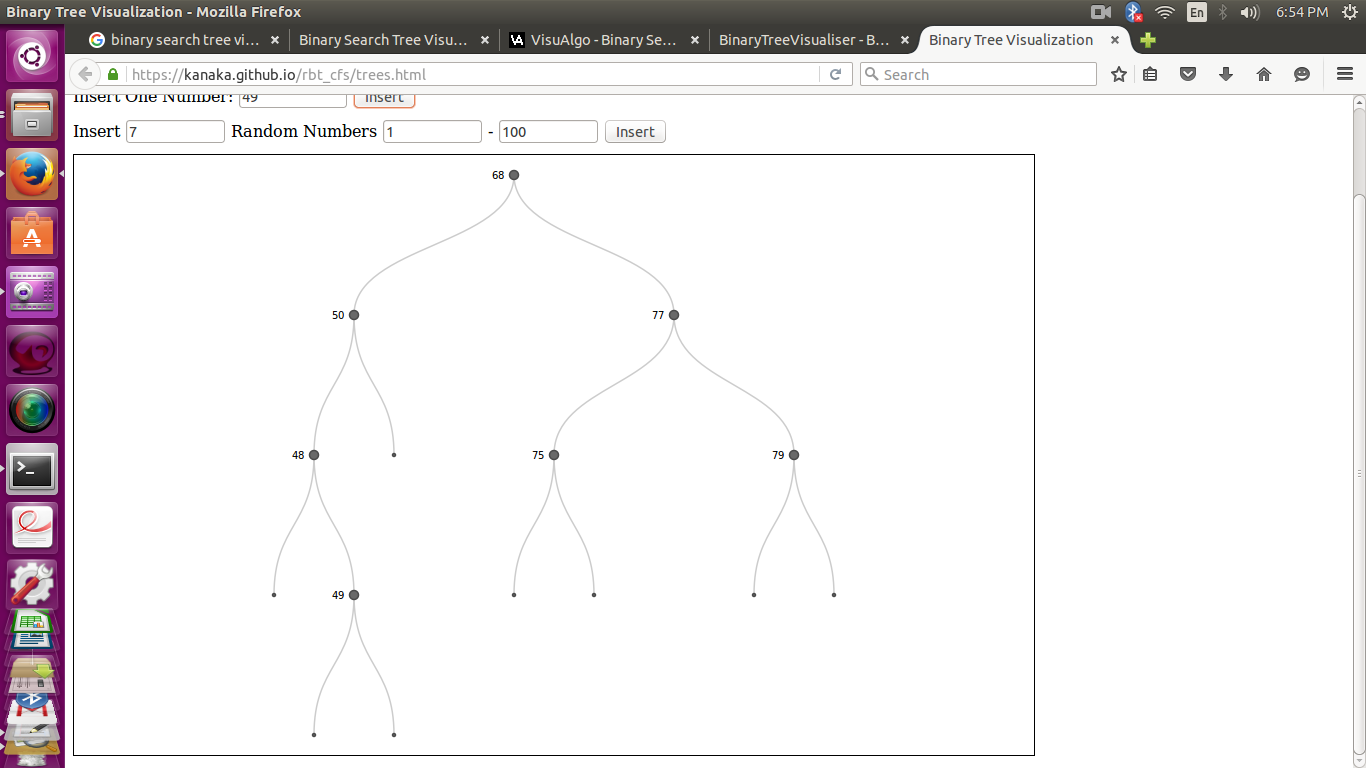 Binary Tree Visualization - Mozilla Firefox
En
6:54 PM
binary search tree vi...
Binary Search Tree Visu...
VisuAlgo - Binary Se...
BinaryTreeVisualiser - B...
Binary Tree Visualization
https://kanaka.github.io/rbt_cfs/trees.html
Search
Insert One Number: 49 Insert
Insert 7 Random Numbers 1 - 100 Insert
68
50
77
48
75
79
49